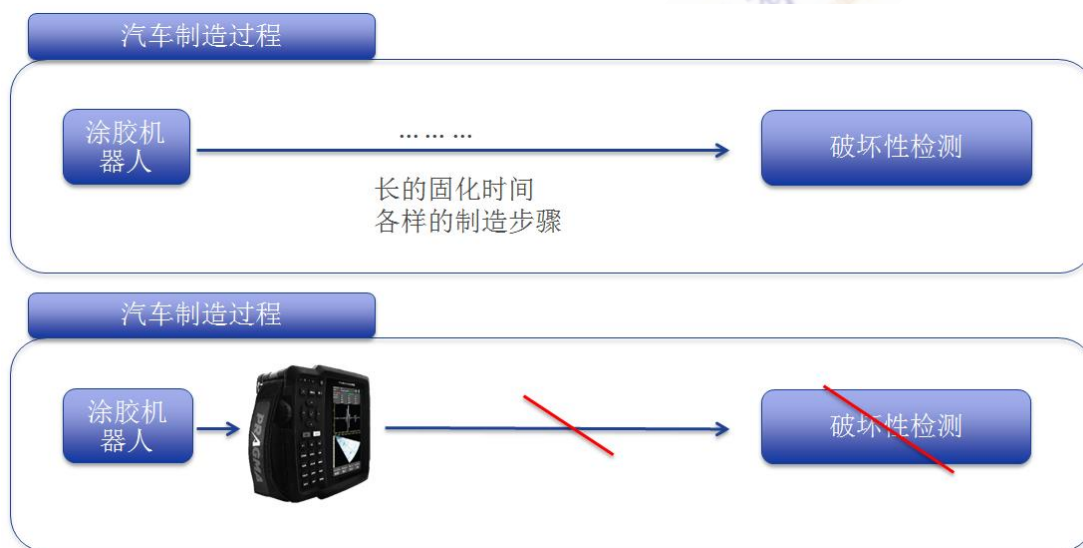 汽车制造过程
涂胶机
器人
... ... ...
破坏性检测
长的固化时间
各样的制造步骤
汽车制造过程
涂胶机
器人
PRAGMA
破坏性检测